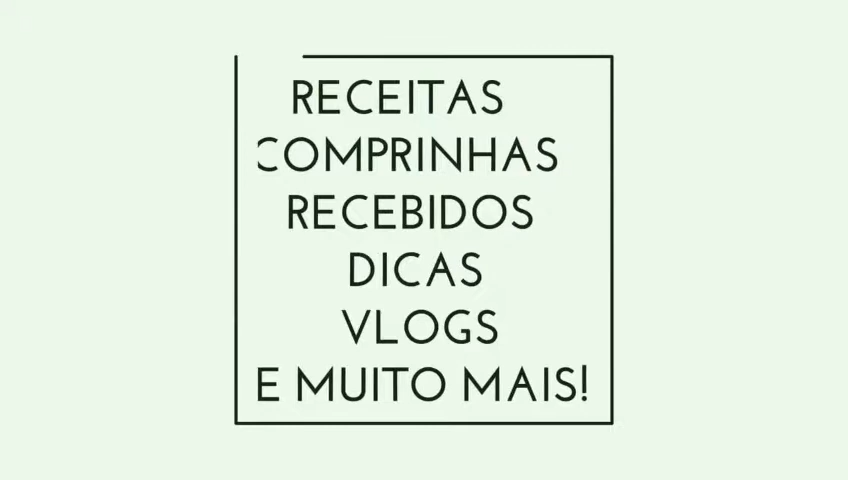 RECEITAS
COMPRINHAS
RECEBIDOS
DICAS
VLOGS
E MUITO MAIS!